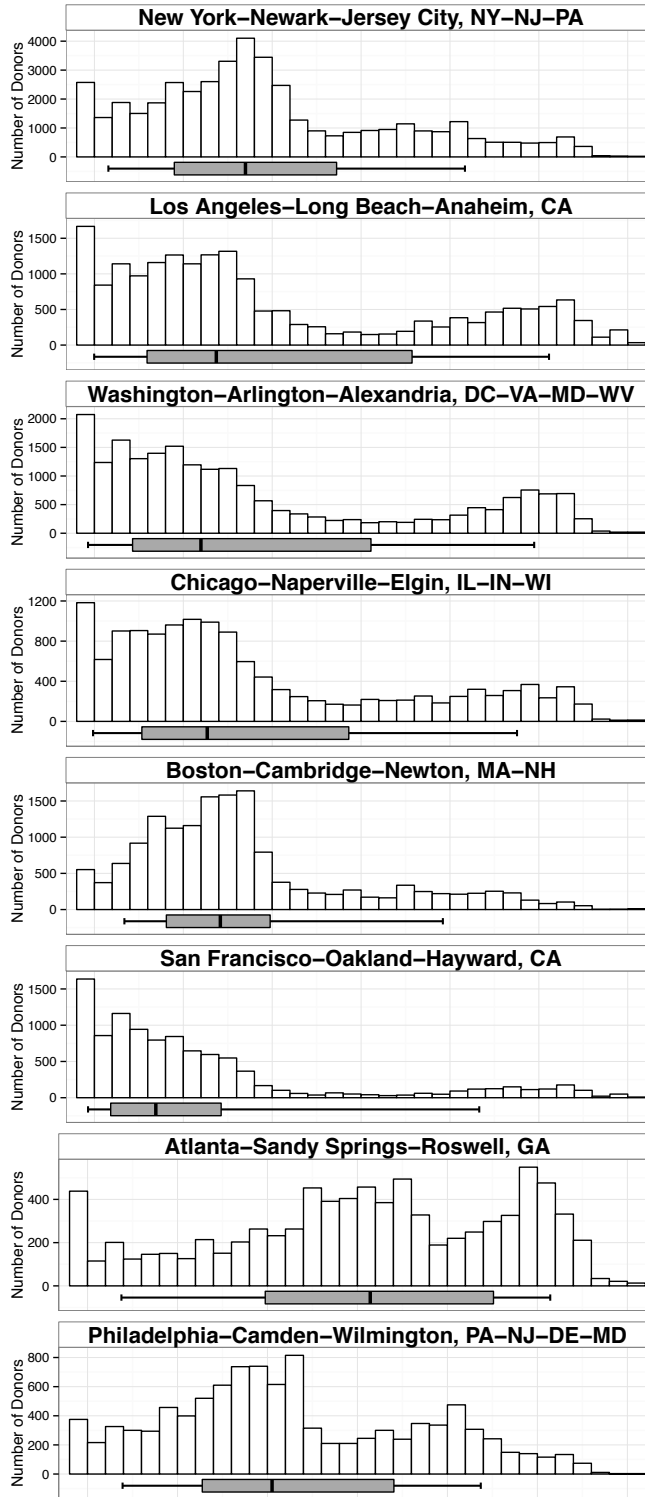 New York−Newark−Jersey City, NY−NJ−PA
Number of Donors
4000
3000
2000
1000
0
Los Angeles−Long Beach−Anaheim, CA
Number of Donors
1500
1000
500
0
Washington−Arlington−Alexandria, DC−VA−MD−WV
Number of Donors
2000
1500
1000
500
0
Chicago−Naperville−Elgin, IL−IN−WI
Number of Donors
1200
800
400
0
Boston−Cambridge−Newton, MA−NH
Number of Donors
1500
1000
500
0
San Francisco−Oakland−Hayward, CA
Number of Donors
1500
1000
500
0
Atlanta−Sandy Springs−Roswell, GA
Number of Donors
400
200
0
Philadelphia−Camden−Wilmington, PA−NJ−DE−MD
Number of Donors
800
600
400
200
0